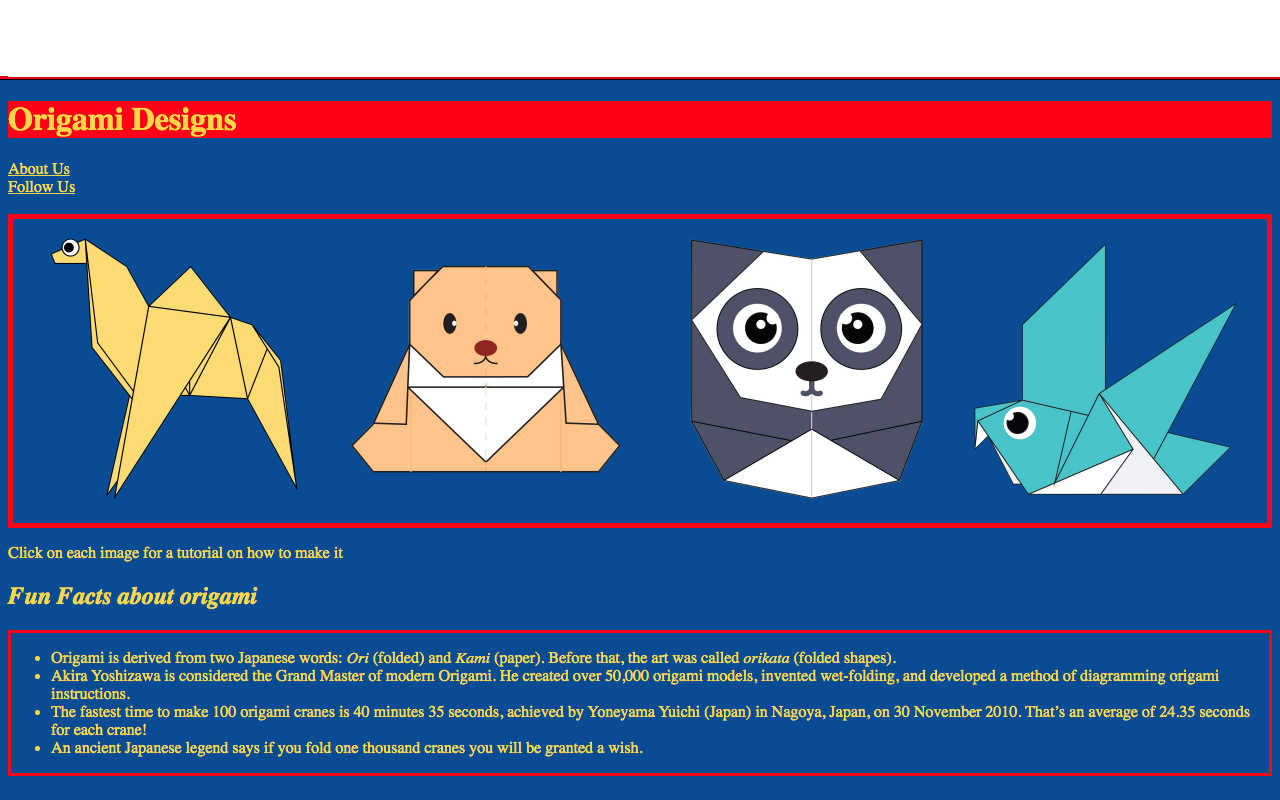 Origami Designs
About Us
Follow Us
Click on each image for a tutorial on how to make it
Fun Facts about origami
• Origami is derived from two Japanese words: Ori (folded) and Kami (paper). Before that, the art was called orikata (folded shapes).
• Akira Yoshizawa is considered the Grand Master of modern Origami. He created over 50,000 origami models, invented wet-folding, and developed a method of diagramming origami
instructions.
• The fastest time to make 100 origami cranes is 40 minutes 35 seconds, achieved by Yoneyama Yuichi (Japan) in Nagoya, Japan, on 30 November 2010. That’s an average of 24.35 seconds
for each crane!
• An ancient Japanese legend says if you fold one thousand cranes you will be granted a wish.